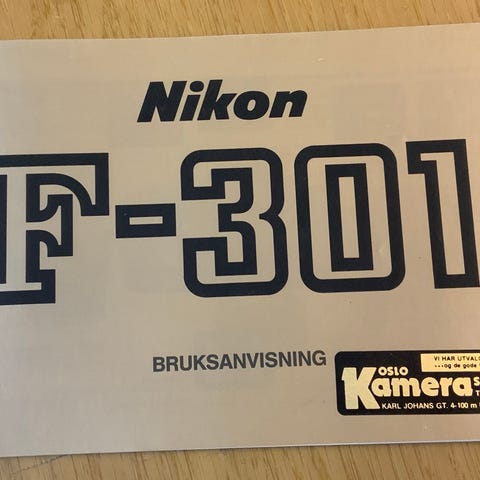 Nikon
F-301
BRUKSANVISNING
VI HAR UTVALG
...og de gode
OSLO
Kamera
KARL JOHANS GT. 4-100 m